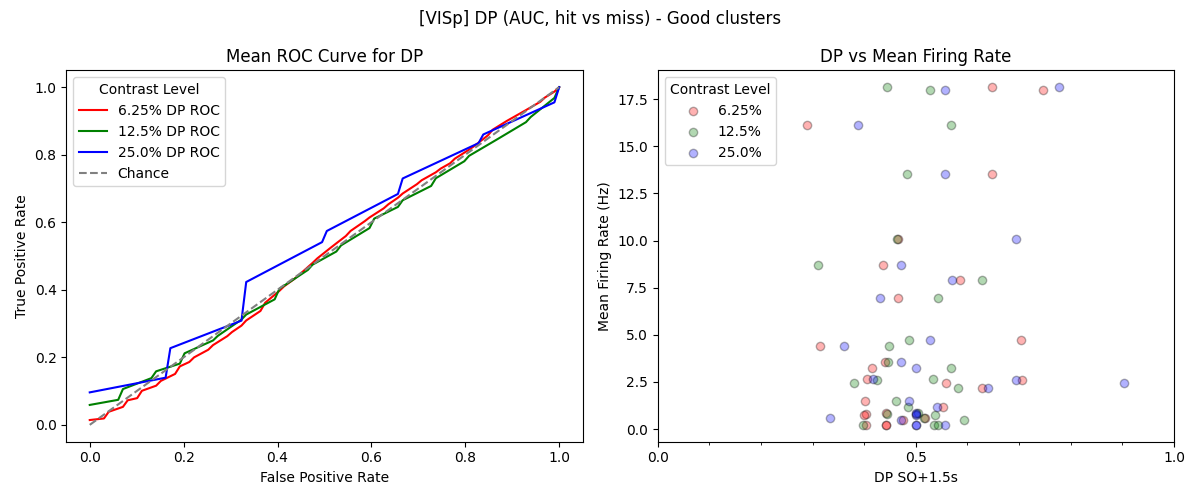 [VISp] DP (AUC, hit vs miss) - Good clusters
Mean ROC Curve for DP
Contrast Level
6.25% DP ROC
12.5% DP ROC
25.0% DP ROC
Chance
True Positive Rate
1.0
0.8
0.6
0.4
0.2
0.0
0.0 0.2 0.4 0.6 0.8 1.0
False Positive Rate
DP vs Mean Firing Rate
Contrast Level
6.25%
12.5%
25.0%
Mean Firing Rate (Hz)
17.5
15.0
12.5
10.0
7.5
5.0
2.5
0.0
0.0 0.5 1.0
DP SO+1.5s